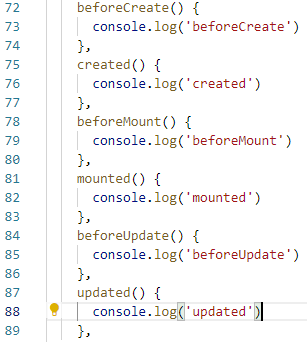 72 beforeCreate() {
73 console.log('beforeCreate')
74 },
75 created() {
76 console.log('created')
77 },
78 beforeMount() {
79 console.log('beforeMount')
80 },
81 mounted() {
82 console.log('mounted')
83 },
84 beforeUpdate() {
85 console.log('beforeUpdate')
86 },
87 updated() {
88 console.log('updated')
89 },